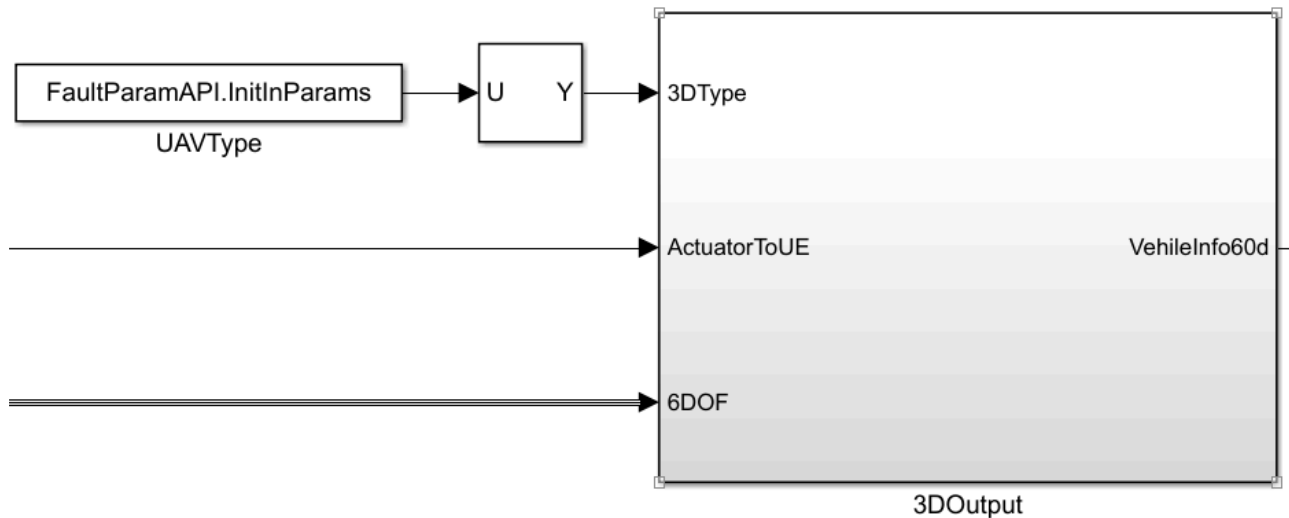 FaultParamAPI.InitInParams
UAVType
U Y
3DType
ActuatorToUE
VehileInfo60d
6DOF
3DOutput